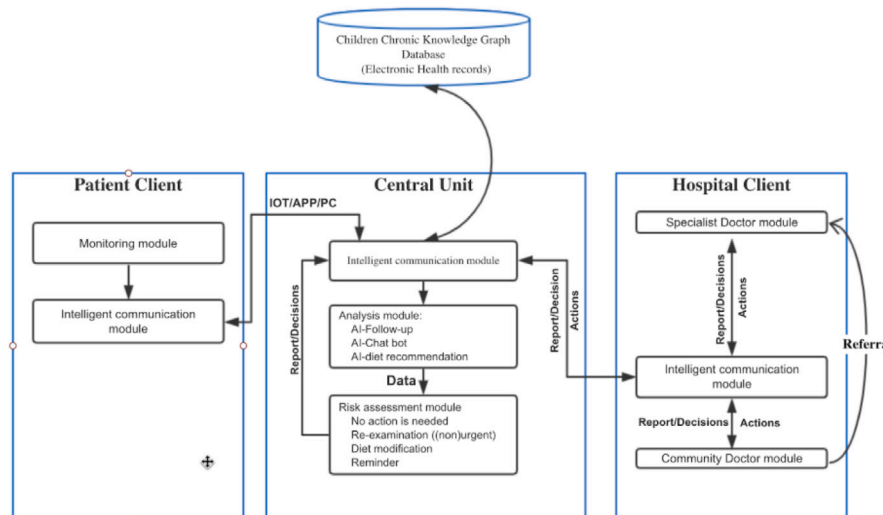 Children Chronic Knowledge Graph
Database
(Electronic Health records)
Patient Client
Monitoring module
Intelligent communication
module
IOT/APP/PC
Central Unit
Intelligent communication module
Analysis module:
AI-Follow-up
AI-Chat bot
AI-diet recommendation
Data
Risk assessment module
No action is needed
Re-examination ((non)urgent)
Diet modification
Reminder
Report/Decisions
Report/Decision
Actions
Hospital Client
Specialist Doctor module
Report/Decisions
Actions
Intelligent communication
module
Report/Decisions
Actions
Community Doctor module
Referra